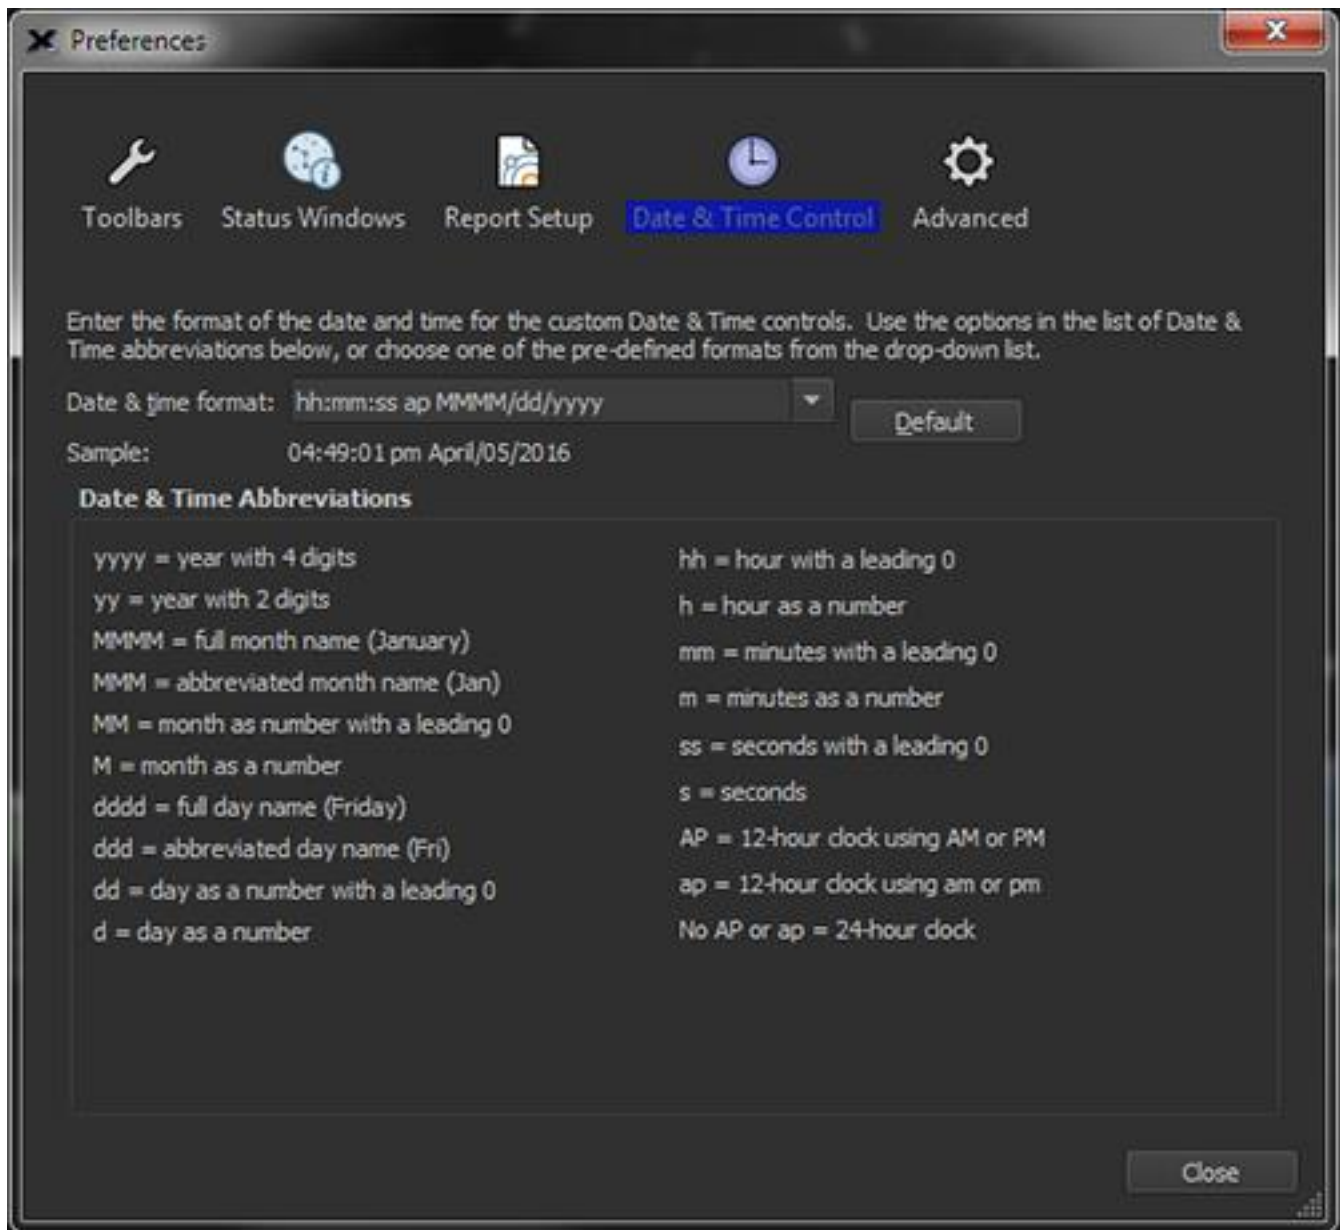 Preferences
Toolbars
Status Windows
Report Setup
Date & Time Control
Advanced
Enter the format of the date and time for the custom Date & Time controls. Use the options in the list of Date &
Time abbreviations below, or choose one of the pre-defined formats from the drop-down list.
Date & time format: hh:mm:ss ap MMMM/dd/yyyy
Default
Sample: 04:49:01 pm April/05/2016
Date & Time Abbreviations
yyyy = year with 4 digits
yy = year with 2 digits
MMMM = full month name (January)
MMM = abbreviated month name (Jan)
MM = month as number with a leading 0
M = month as a number
dddd = full day name (Friday)
ddd = abbreviated day name (Fri)
dd = day as a number with a leading 0
d = day as a number
hh = hour with a leading 0
h = hour as a number
mm = minutes with a leading 0
m = minutes as a number
ss = seconds with a leading 0
s = seconds
AP = 12-hour clock using AM or PM
ap = 12-hour clock using am or pm
No AP or ap = 24-hour clock
Close